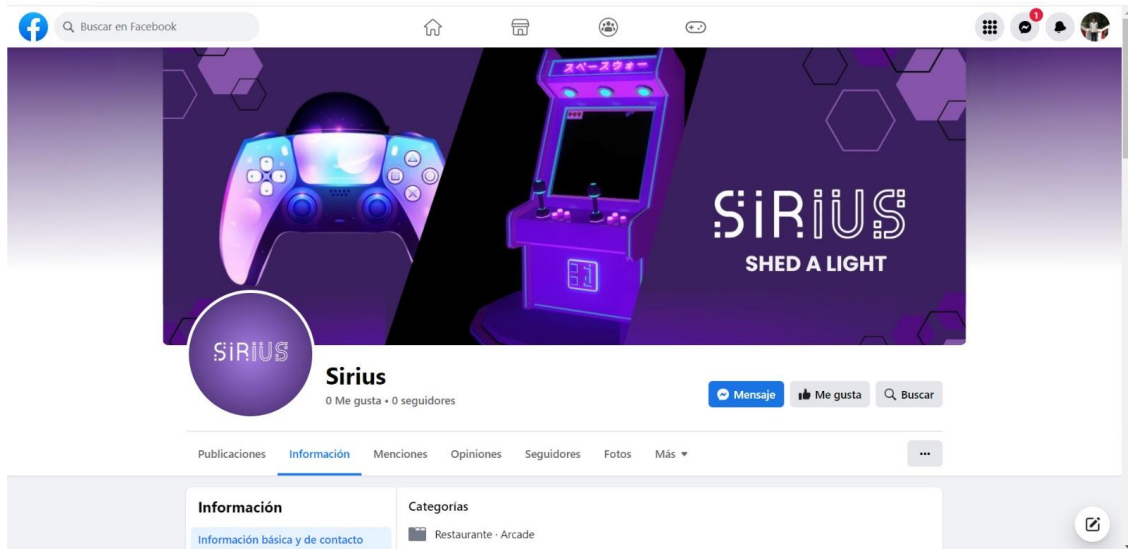 Buscar en Facebook
1
スペースウォー
SiRiUS
SHED A LIGHT
SiRiUS
Sirius
0 Me gusta • 0 seguidores
Mensaje
Me gusta
Buscar
Publicaciones
Información
Menciones
Opiniones
Seguidores
Fotos
Más
Información
Categorías
Información básica y de contacto
Restaurante · Arcade